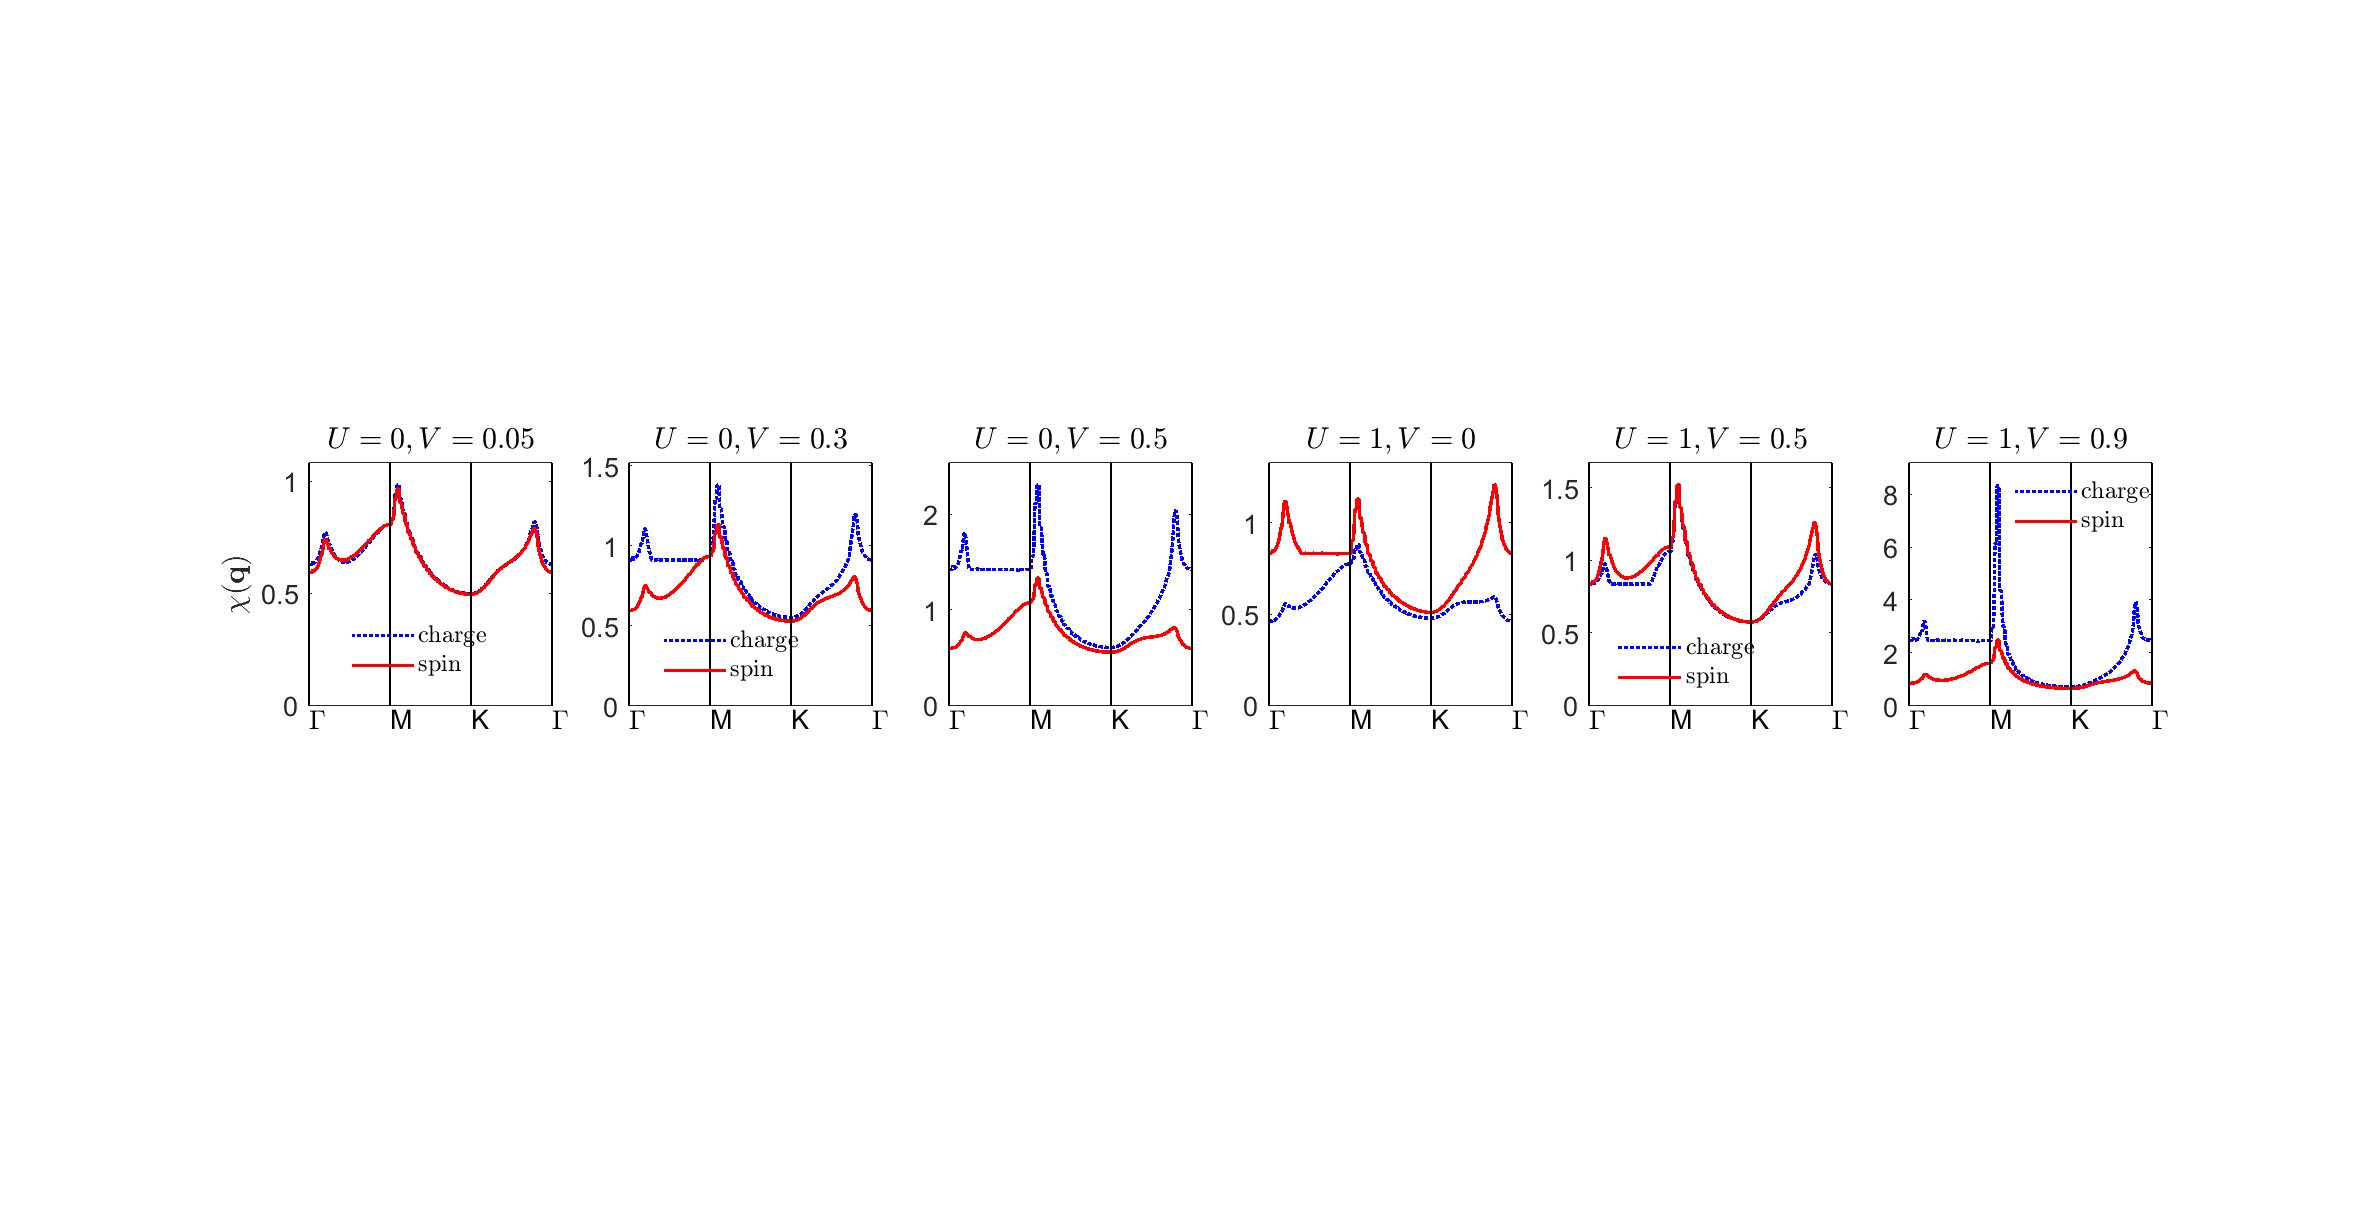 U = 0, V = 0.05
χ(q)
1
0.5
0
charge
spin
Γ M K Γ
U = 0, V = 0.3
1.5
1
0.5
0
charge
spin
Γ M K Γ
U = 0, V = 0.5
2
1
0
Γ M K Γ
U = 1, V = 0
1
0.5
0
Γ M K Γ
U = 1, V = 0.5
1.5
1
0.5
0
charge
spin
Γ M K Γ
U = 1, V = 0.9
8
6
4
2
0
charge
spin
Γ M K Γ